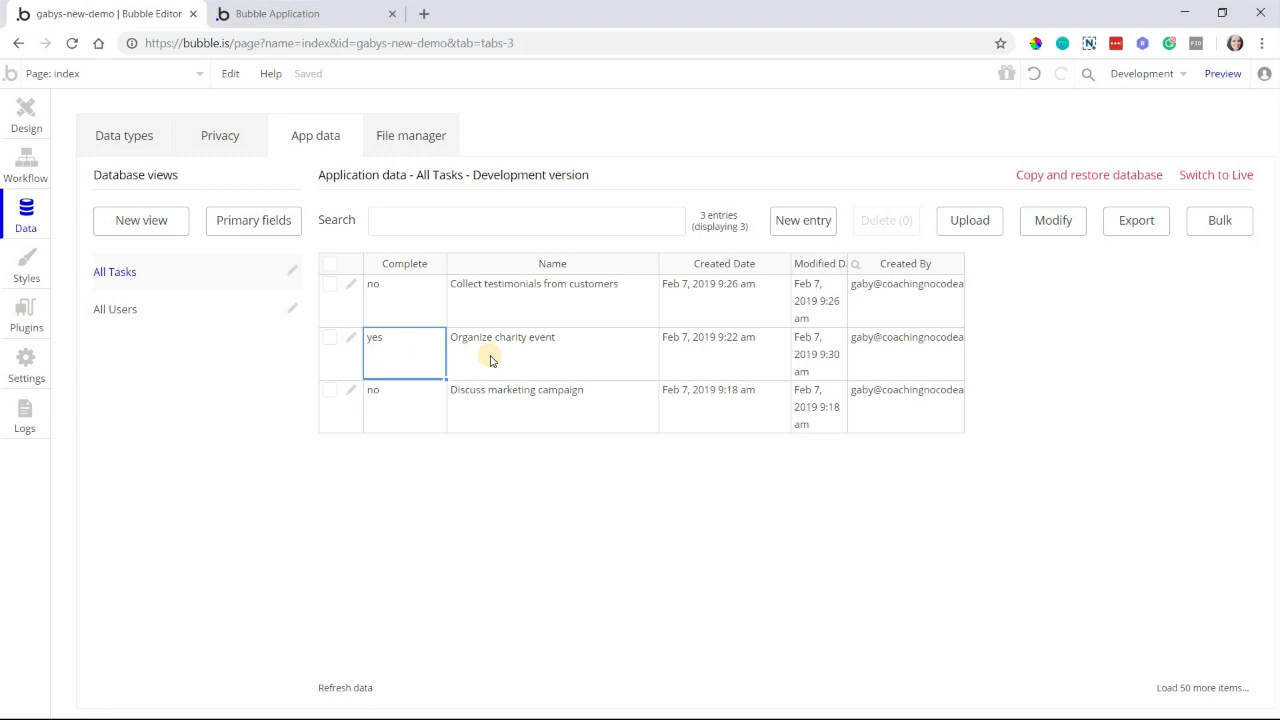 gabys-new-demo | Bubble Editor
Bubble Application
https://bubble.is/page?name=index&id=gabys-new-demo&tab=tabs-3
Page: index
Edit
Help
Saved
Development
Preview
Design
Workflow
Data
Styles
Plugins
Settings
Logs
Data types
Privacy
App data
File manager
Database views
Application data - All Tasks - Development version
Copy and restore database
Switch to Live
New view
Primary fields
Search
3 entries
(displaying 3)
New entry
Delete (0)
Upload
Modify
Export
Bulk
All Tasks
All Users
Complete
Name
Created Date
Modified D
Created By
no
Collect testimonials from customers
Feb 7, 2019 9:26 am
Feb 7,
2019 9:26
am
gaby@coachingnocodea
yes
Organize charity event
Feb 7, 2019 9:22 am
Feb 7,
2019 9:30
am
gaby@coachingnocodea
no
Discuss marketing campaign
Feb 7, 2019 9:18 am
Feb 7,
2019 9:18
am
gaby@coachingnocodea
Refresh data
Load 50 more items...